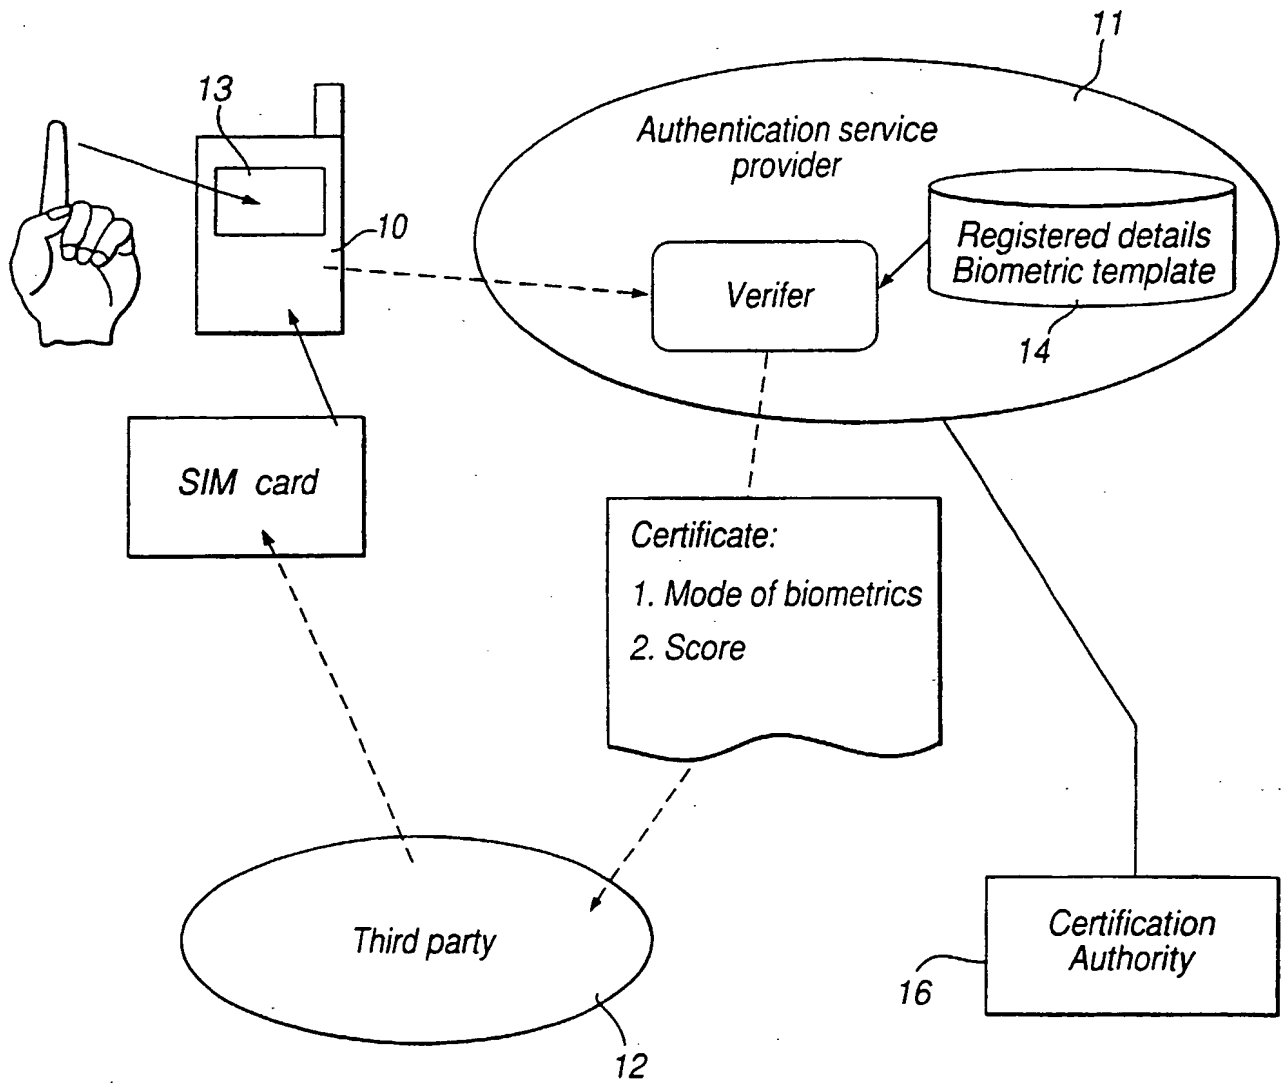 11
13
Authentication service
provider
10
Registered details
Biometric template
Verifer
14
SIM card
Certificate:
1. Mode of biometrics
2. Score
Third party
Certification
Authority
16
12